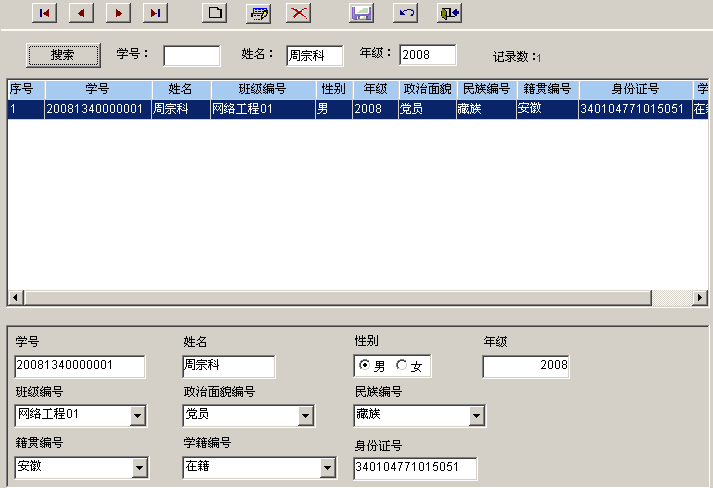 搜索 学号： 姓名： 周宗科 年级： 2008 记录数：1
序号 学号 姓名 班级编号 性别 年级 政治面貌 民族编号 籍贯编号 身份证号 学
1 20081340000001 周宗科 网络工程01 男 2008 党员 藏族 安徽 340104771015051 在
学号 姓名 性别 年级
20081340000001 周宗科 男 女 2008
班级编号 政治面貌编号 民族编号
网络工程01 党员 藏族
籍贯编号 学籍编号 身份证号
安徽 在籍 340104771015051